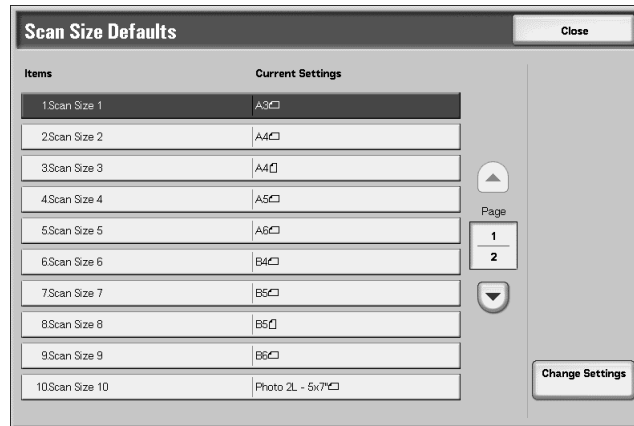 Scan Size Defaults
Close
Items Current Settings
1.Scan Size 1 A3
2.Scan Size 2 A4
3.Scan Size 3 A4
4.Scan Size 4 A5
5.Scan Size 5 A6
6.Scan Size 6 B4
7.Scan Size 7 B5
8.Scan Size 8 B5
9.Scan Size 9 B6
10.Scan Size 10 Photo 2L - 5x7"
Page
1
2
Change Settings